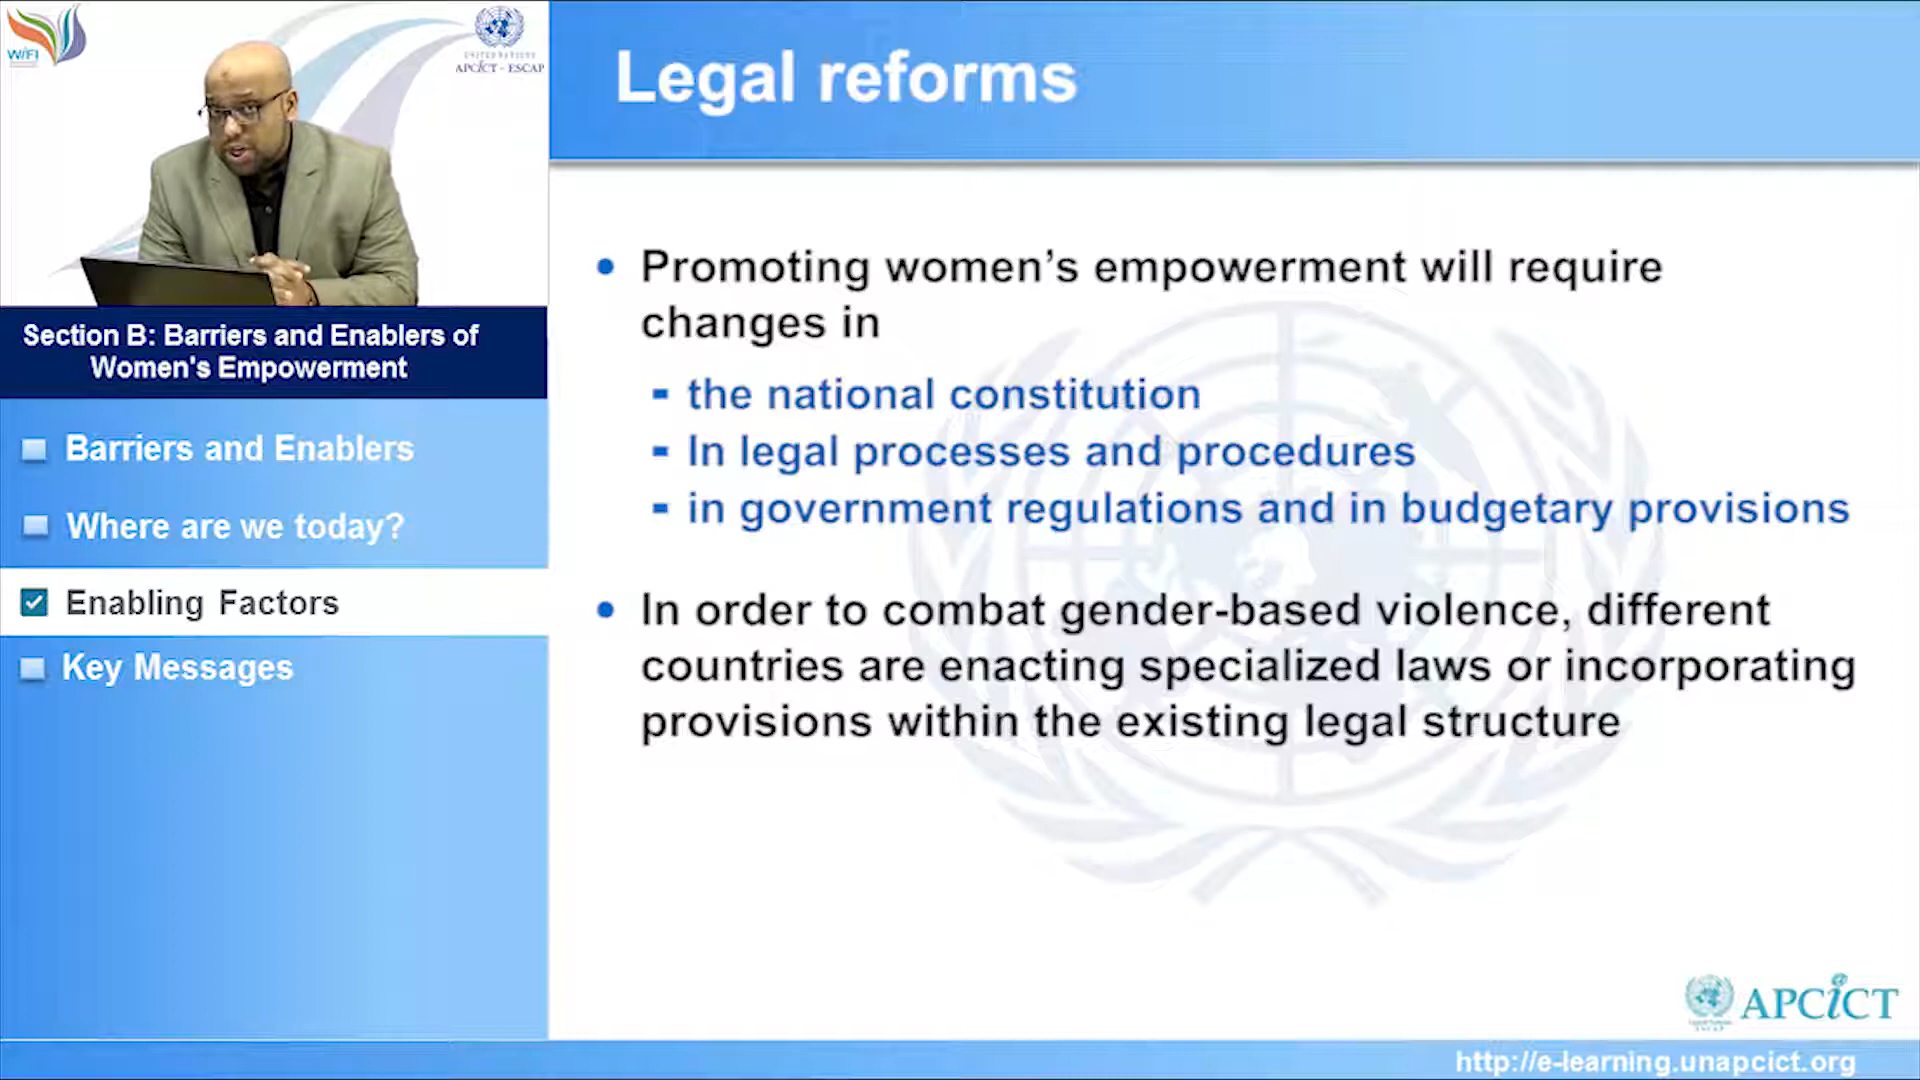 WIFI
UNITED NATIONS
APCICT - ESCAP
Section B: Barriers and Enablers of
Women's Empowerment
Barriers and Enablers
Where are we today?
Enabling Factors
Key Messages
Legal reforms
• Promoting women’s empowerment will require
changes in
- the national constitution
- In legal processes and procedures
- in government regulations and in budgetary provisions
• In order to combat gender-based violence, different
countries are enacting specialized laws or incorporating
provisions within the existing legal structure
APCICT
ESCAP
http://e-learning.unapcict.org